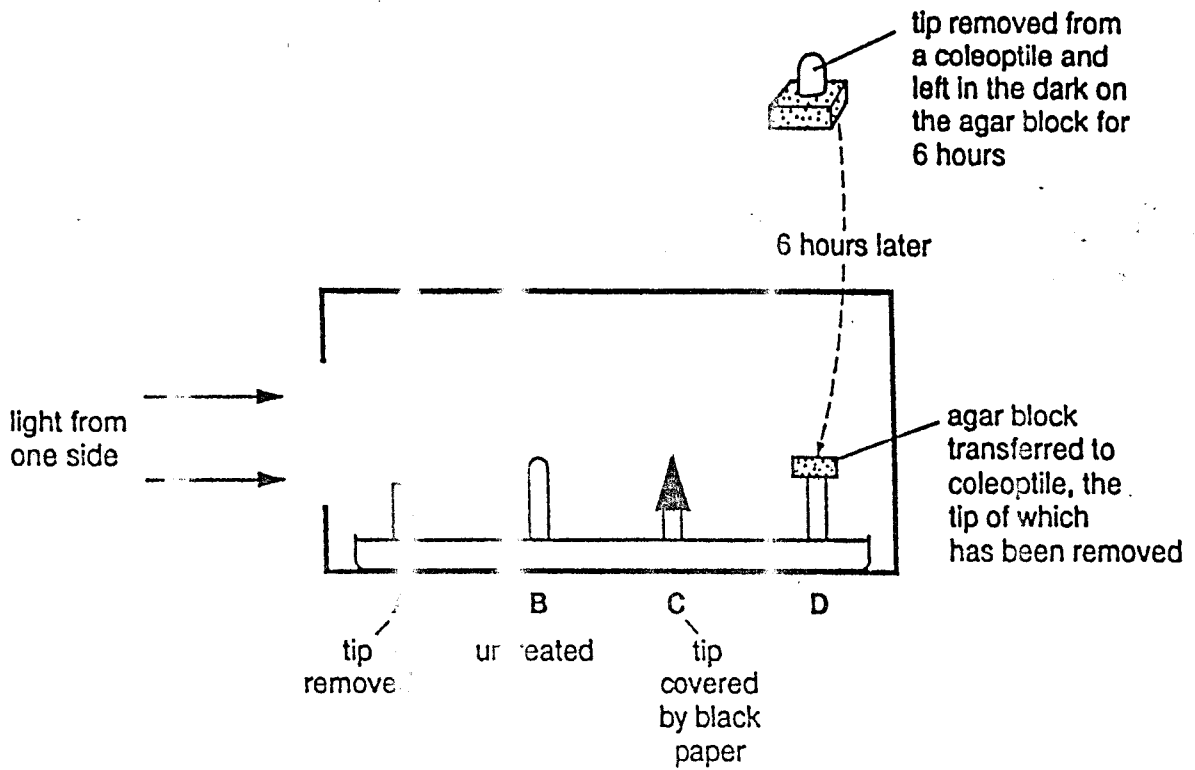 tip removed from
a coleoptile and
left in the dark on
the agar block for
6 hours
6 hours later
light from
one side
agar block
transferred to
coleoptile, the
tip of which
has been removed
B
C
D
tip
remove
eated
tip
covered
by black
paper